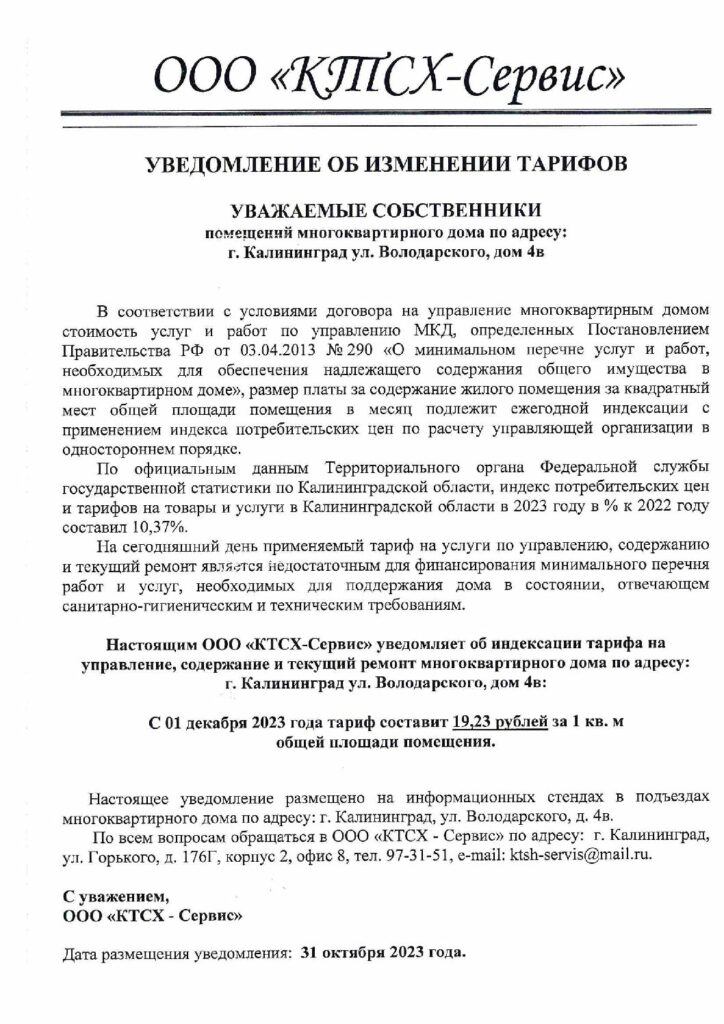 ООО «КТСХ-Сервис»
УВЕДОМЛЕНИЕ ОБ ИЗМЕНЕНИИ ТАРИФОВ
УВАЖАЕМЫЕ СОБСТВЕННИКИ
помещений многоквартирного дома по адресу:
г. Калининград ул. Володарского, дом 4в
В соответствии с условиями договора на управление многоквартирным домом
стоимость услуг и работ по управлению МКД, определенных Постановлением
Правительства РФ от 03.04.2013 №290 «О минимальном перечне услуг и работ,
необходимых для обеспечения надлежащего содержания общего имущества в
многоквартирном доме», размер платы за содержание жилого помещения за квадратный
мест общей площади помещения в месяц подлежит ежегодной индексации с
применением индекса потребительских цен по расчету управляющей организации в
одностороннем порядке.
По официальным данным Территориального органа Федеральной службы
государственной статистики по Калининградской области, индекс потребительских цен
и тарифов на товары и услуги в Калининградской области в 2023 году в % к 2022 году
составил 10,37%.
На сегодняшний день применяемый тариф на услуги по управлению, содержанию
и текущий ремонт является недостаточным для финансирования минимального перечня
работ и услуг, необходимых для поддержания дома в состоянии, отвечающем
санитарно-гигиеническим и техническим требованиям.
Настоящим ООО «КТСХ-Сервис» уведомляет об индексации тарифа на
управление, содержание и текущий ремонт многоквартирного дома по адресу:
г. Калининград ул. Володарского, дом 4в:
С 01 декабря 2023 года тариф составит 19,23 рублей за 1 кв. м
общей площади помещения.
Настоящее уведомление размещено на информационных стендах в подъездах
многоквартирного дома по адресу: г. Калининград, ул. Володарского, д. 4в.
По всем вопросам обращаться в ООО «КТСХ - Сервис» по адресу: г. Калининград,
ул. Горького, д. 176Г, корпус 2, офис 8, тел. 97-31-51, e-mail: ktsh-servis@mail.ru.
С уважением,
ООО «КТСХ - Сервис»
Дата размещения уведомления: 31 октября 2023 года.